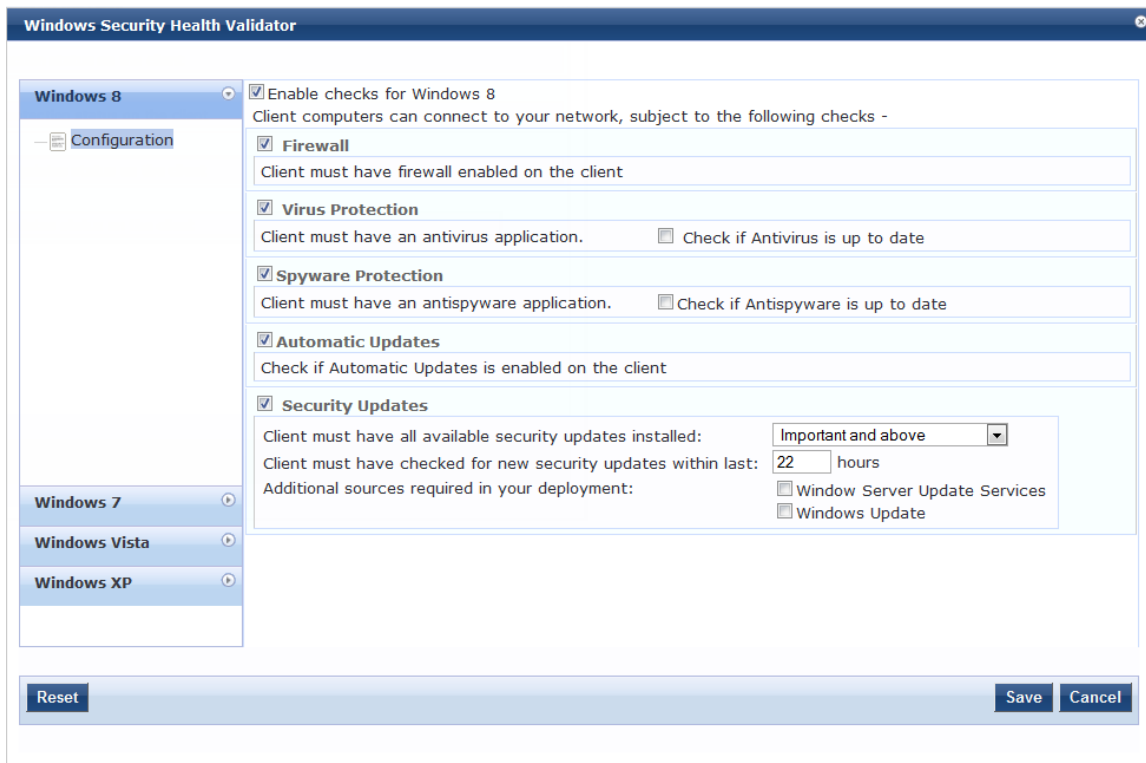 Windows Security Health Validator
Windows 8
Configuration
Windows 7
Windows Vista
Windows XP
Enable checks for Windows 8
Client computers can connect to your network, subject to the following checks -
Firewall
Client must have firewall enabled on the client
Virus Protection
Client must have an antivirus application. Check if Antivirus is up to date
Spyware Protection
Client must have an antispyware application. Check if Antispyware is up to date
Automatic Updates
Check if Automatic Updates is enabled on the client
Security Updates
Client must have all available security updates installed: Important and above
Client must have checked for new security updates within last: 22 hours
Additional sources required in your deployment: Window Server Update Services
Windows Update
Reset Save Cancel